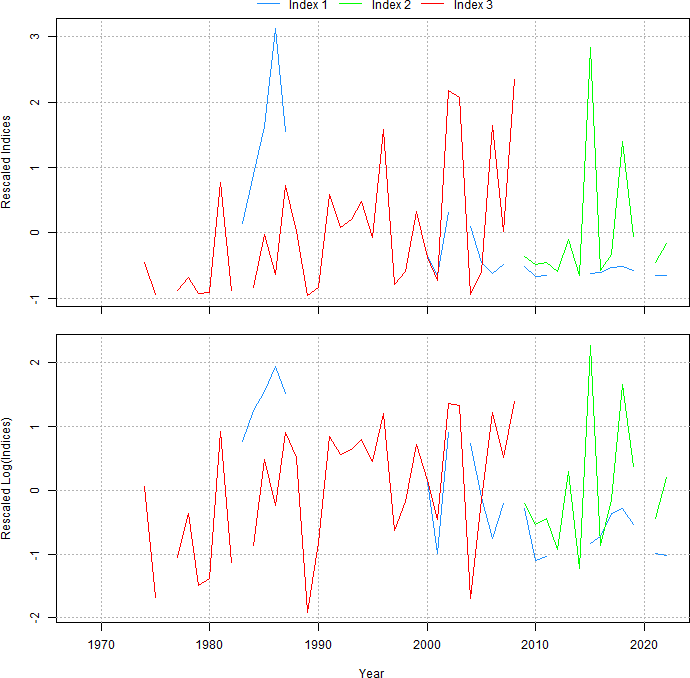 Index 1 Index 2 Index 3
3
2
1
0
-1
Rescaled Indices
2
1
0
-1
-2
Rescaled Log(Indices)
1970 1980 1990 2000 2010 2020
Year